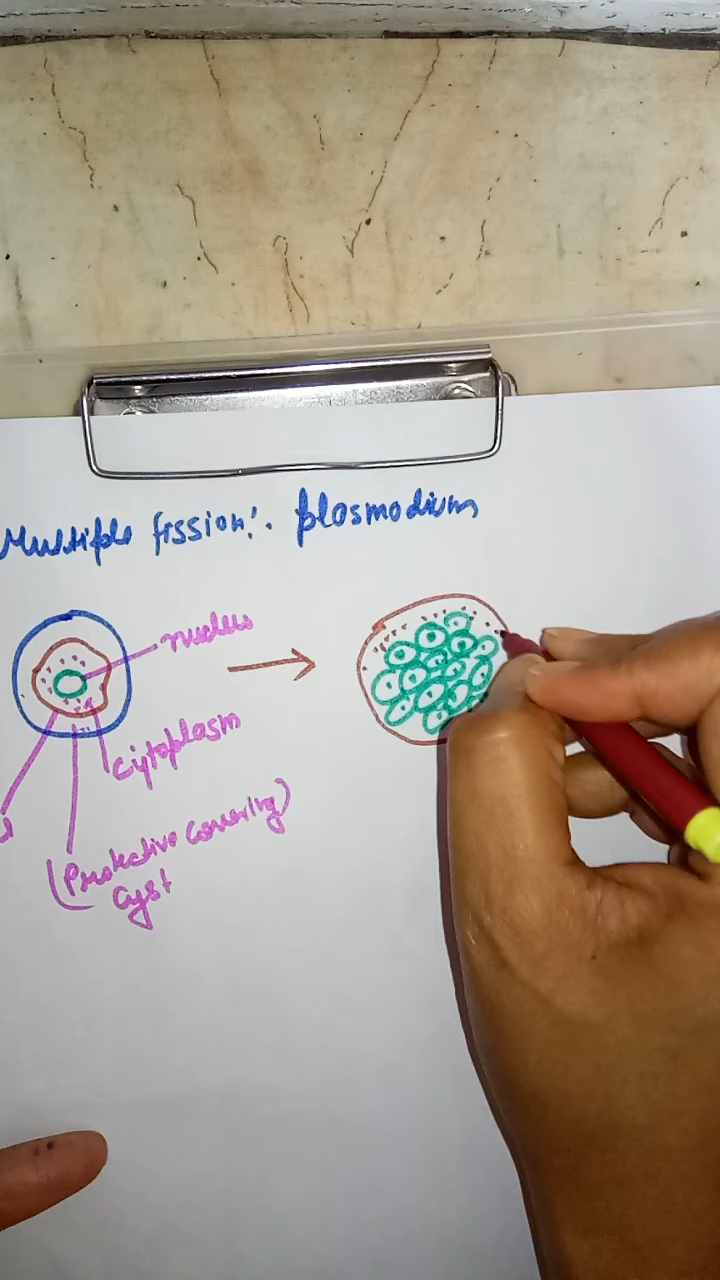 Multiple fission:. plasmodium
nucleus
Cytoplasm
(Protective covering)
Cyst